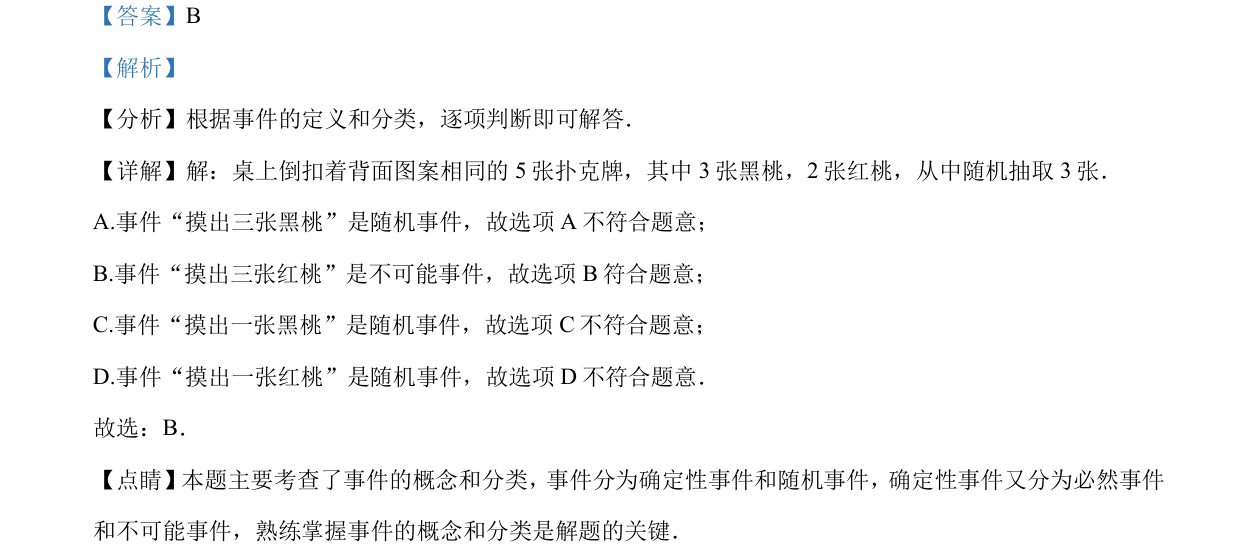 【答案】B
【解析】
【分析】根据事件的定义和分类，逐项判断即可解答．
【详解】解：桌上倒扣着背面图案相同的 5 张扑克牌，其中 3 张黑桃，2 张红桃，从中随机抽取 3 张．
A.事件“摸出三张黑桃”是随机事件，故选项 A 不符合题意；
B.事件“摸出三张红桃”是不可能事件，故选项 B 符合题意；
C.事件“摸出一张黑桃”是随机事件，故选项 C 不符合题意；
D.事件“摸出一张红桃”是随机事件，故选项 D 不符合题意．
故选：B．
【点睛】本题主要考查了事件的概念和分类，事件分为确定性事件和随机事件，确定性事件又分为必然事件
和不可能事件，熟练掌握事件的概念和分类是解题的关键．